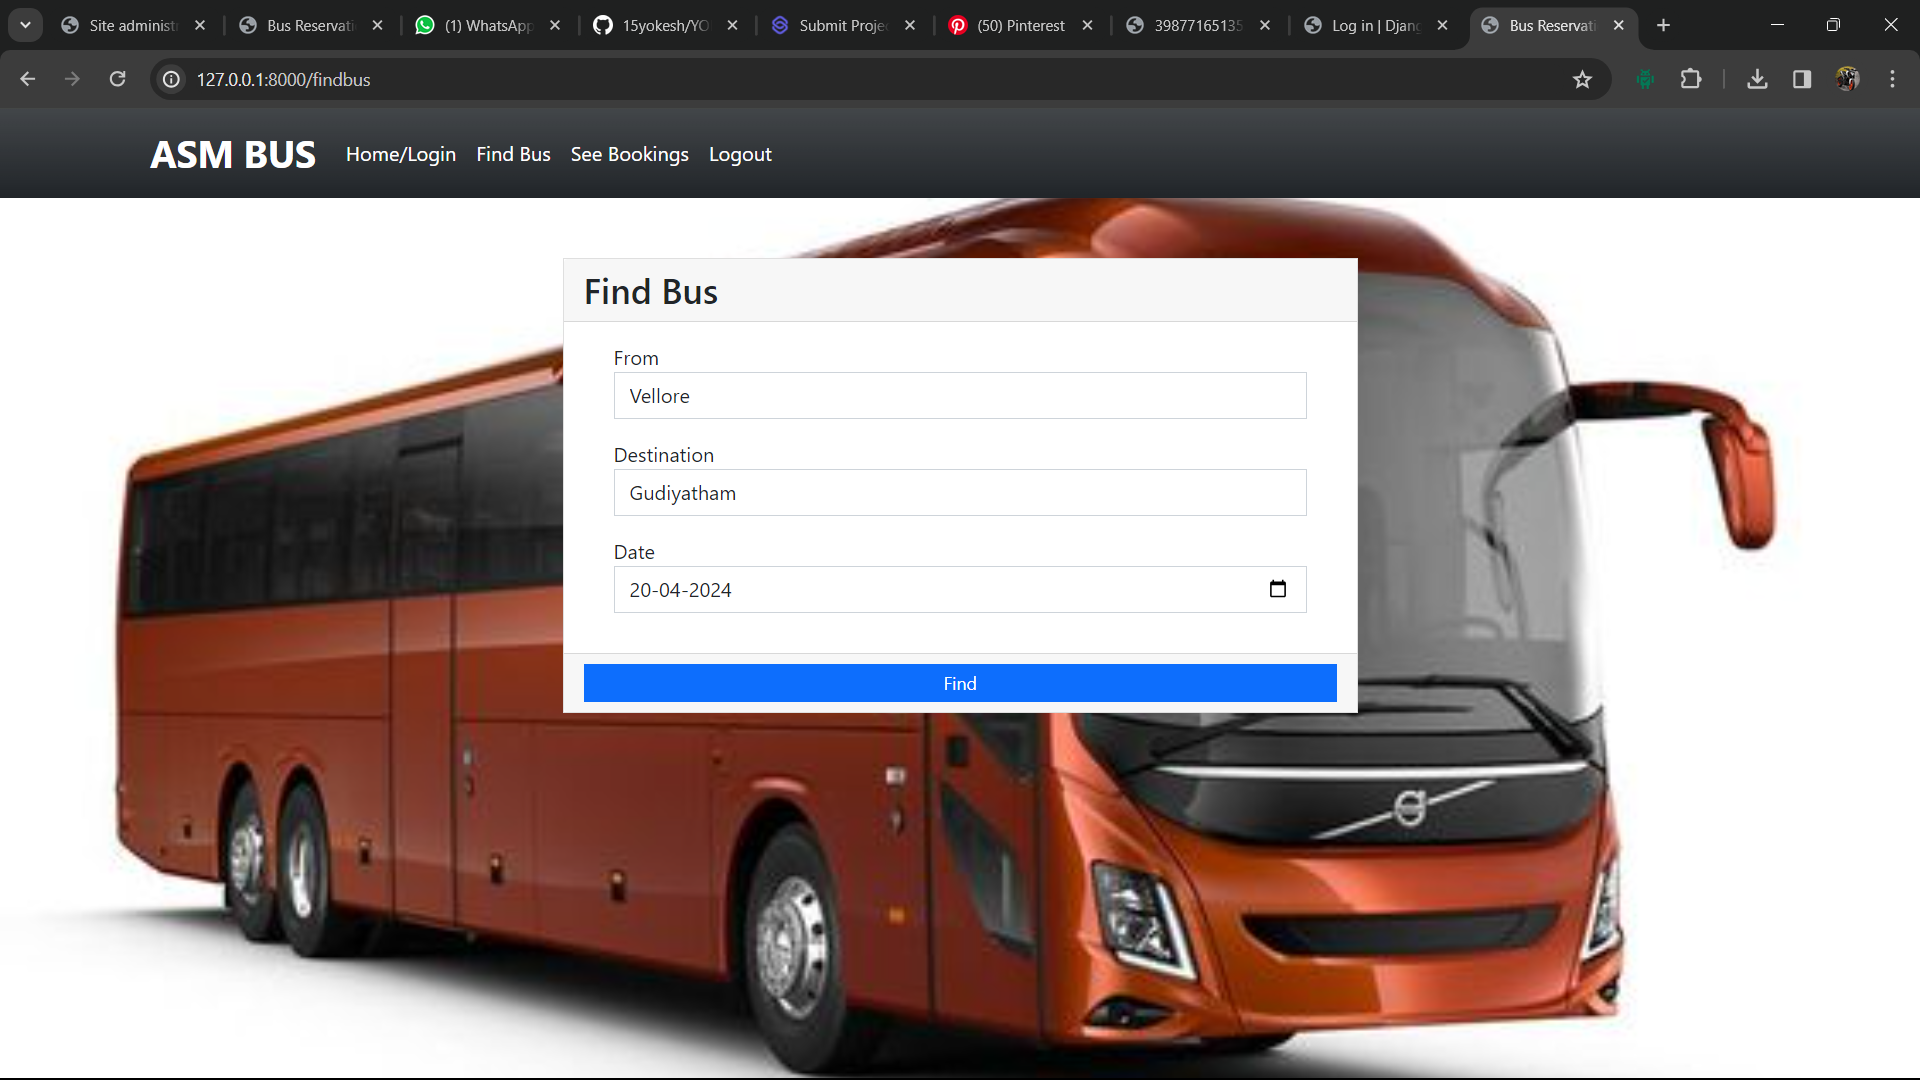 Site administ
Bus Reservati
(1) WhatsApp
15yokesh/YO
Submit Proje
(50) Pinterest
39877165135
Log in | Djang
Bus Reservati
127.0.0.1:8000/findbus
ASM BUS Home/Login Find Bus See Bookings Logout
Find Bus
From
Vellore
Destination
Gudiyatham
Date
20-04-2024
Find